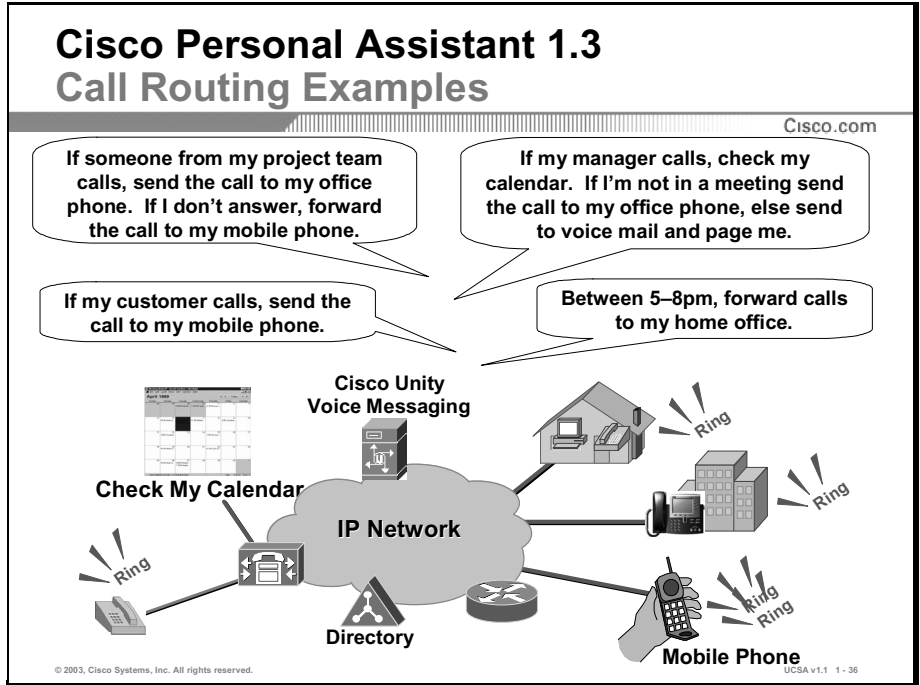 Cisco Personal Assistant 1.3
Call Routing Examples
Cisco.com
If someone from my project team
calls, send the call to my office
phone. If I don't answer, forward
the call to my mobile phone.
If my manager calls, check my
calendar. If I'm not in a meeting send
the call to my office phone, else send
to voice mail and page me.
If my customer calls, send the
call to my mobile phone.
Between 5–8pm, forward calls
to my home office.
Cisco Unity
Voice Messaging
April 1999
Check My Calendar
IP Network
Ring
Ring
Ring
Ring
Ring
Directory
Mobile Phone
© 2003, Cisco Systems, Inc. All rights reserved.
UCSA v1.1 1 - 36